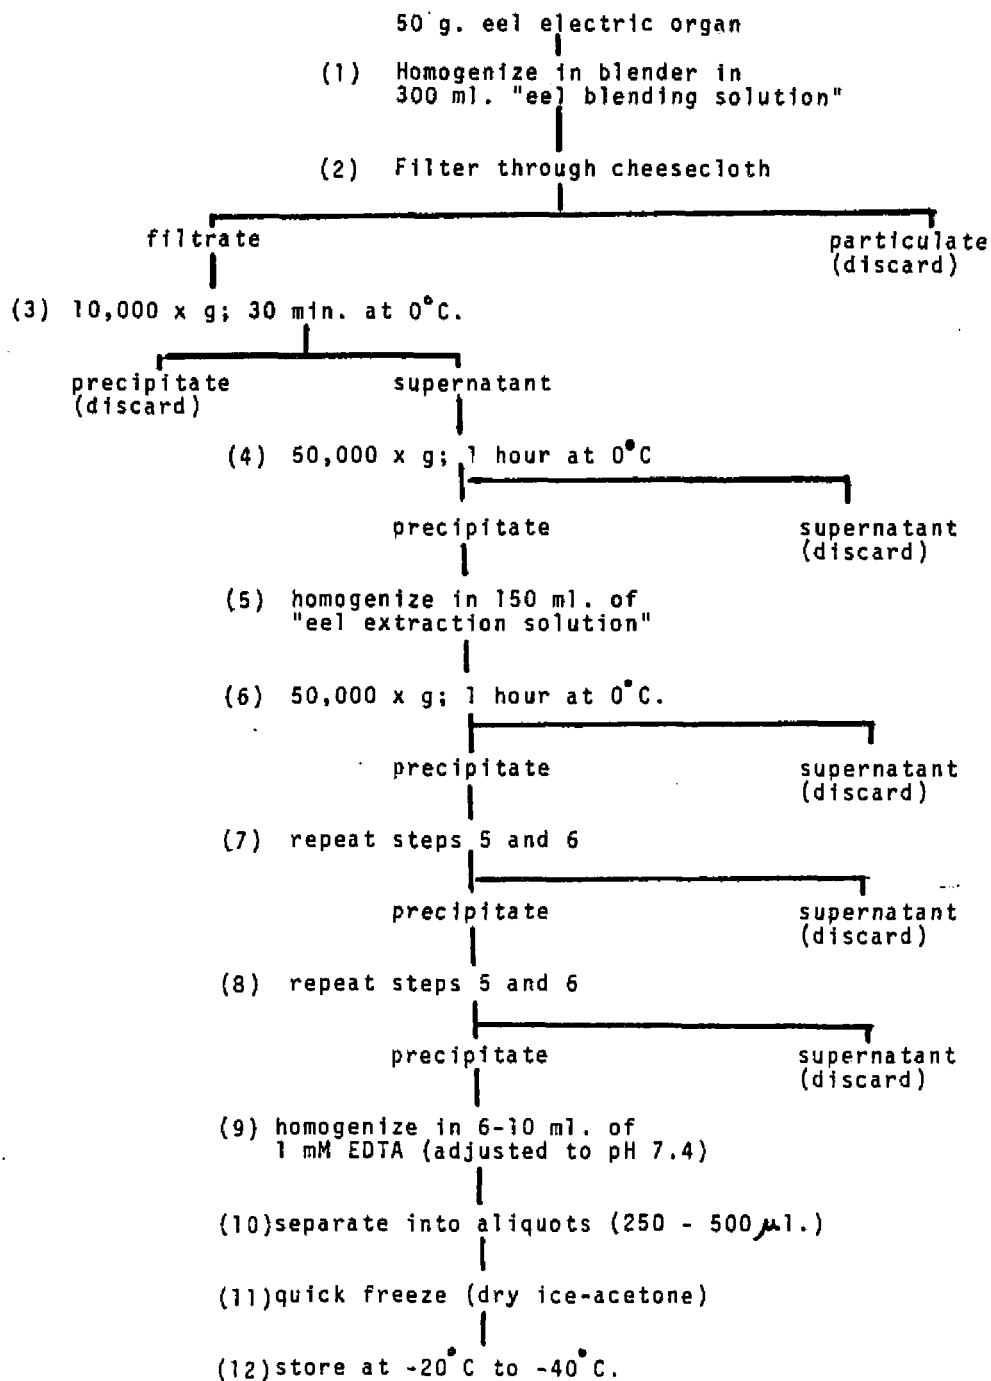 50 g. eel electric organ
(1) Homogenize in blender in
300 ml. "eel blending solution"
(2) Filter through cheesecloth
filtrate
particulate
(discard)
(3) 10,000 x g; 30 min. at 0°C.
precipitate
(discard)
supernatant
(4) 50,000 x g; 1 hour at 0°C
precipitate
supernatant
(discard)
(5) homogenize in 150 ml. of
"eel extraction solution"
(6) 50,000 x g; 1 hour at 0°C.
precipitate
supernatant
(discard)
(7) repeat steps 5 and 6
precipitate
supernatant
(discard)
(8) repeat steps 5 and 6
precipitate
supernatant
(discard)
(9) homogenize in 6-10 ml. of
1 mM EDTA (adjusted to pH 7.4)
(10) separate into aliquots (250 - 500 μl.)
(11) quick freeze (dry ice-acetone)
(12) store at -20°C to -40°C.